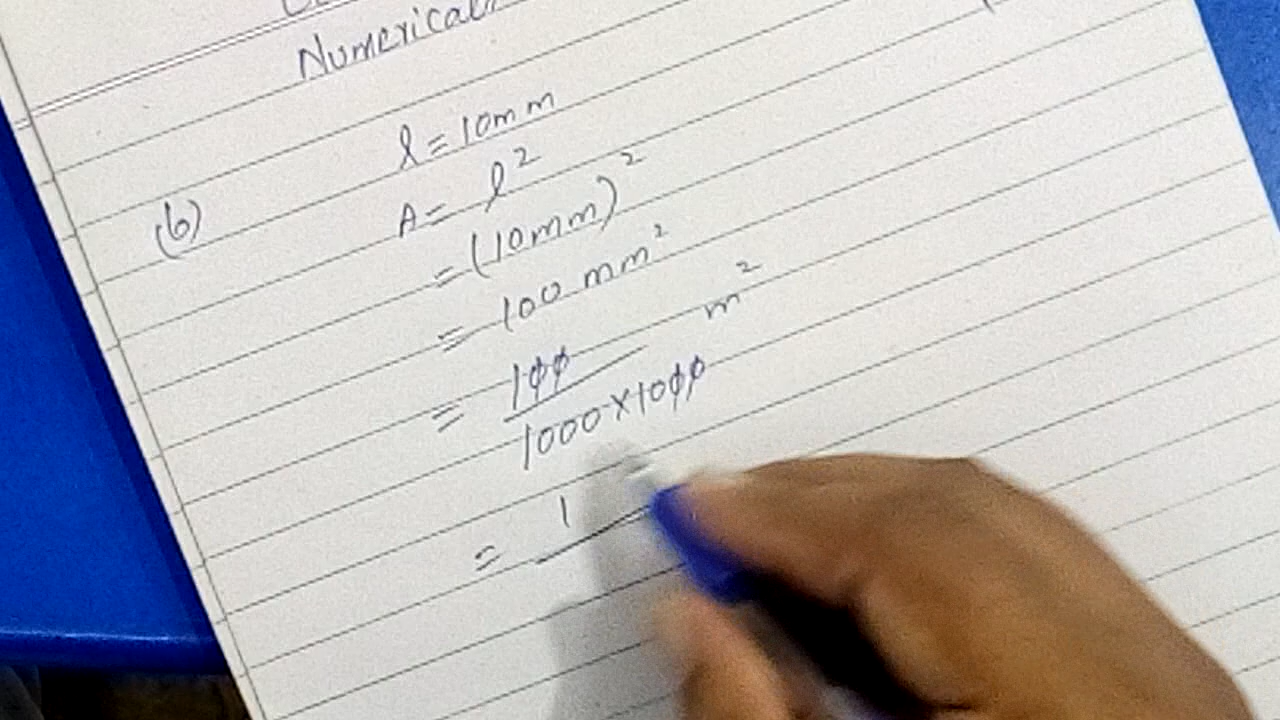 Numerical
l = 10mm
(b) A = l²
= (10mm)²
= 100 mm²
= 100/1000×1000 m²
= 1